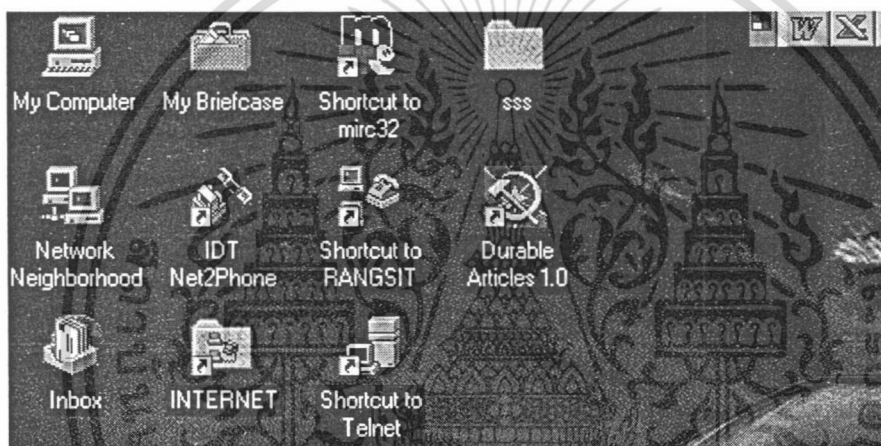 My Computer
My Briefcase
Shortcut to
mirc32
sss
Network
Neighborhood
IDT
Net2Phone
Shortcut to
RANGSIT
Durable
Articles 1.0
Inbox
INTERNET
Shortcut to
Telnet